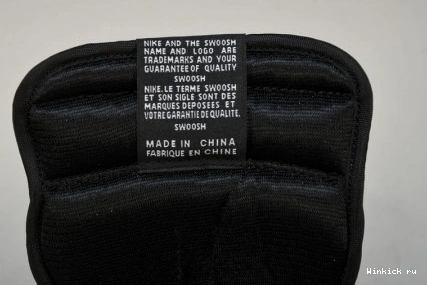 NIKE AND THE SWOOSH
NAME AND LOGO ARE
TRADEMARKS AND YOUR
GUARANTEE OF QUALITY
SWOOSH
NIKE. LE TERME SWOOSH
ET SON SIGLE SONT DES
MARQUES DEPOSEES ET
VOTRE GARANTIE DE QUALITE.
SWOOSH
MADE IN CHINA
FABRIQUE EN CHINE
Winkick ru